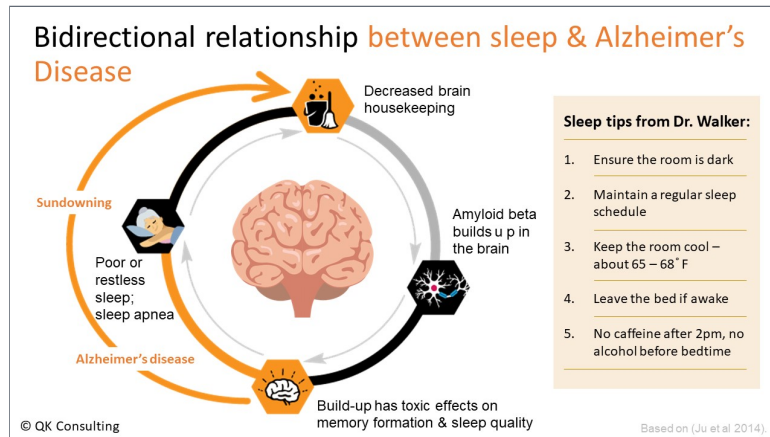 Bidirectional relationship between sleep & Alzheimer's
Disease
Decreased brain
housekeeping
Sundowning
Amyloid beta
builds u p in
the brain
Poor or
restless
sleep;
sleep apnea
Alzheimer's disease
Build-up has toxic effects on
memory formation & sleep quality
© QK Consulting
Sleep tips from Dr. Walker:
1. Ensure the room is dark
2. Maintain a regular sleep
schedule
3. Keep the room cool –
about 65 – 68˚ F
4. Leave the bed if awake
5. No caffeine after 2pm, no
alcohol before bedtime
Based on (Ju et al 2014).